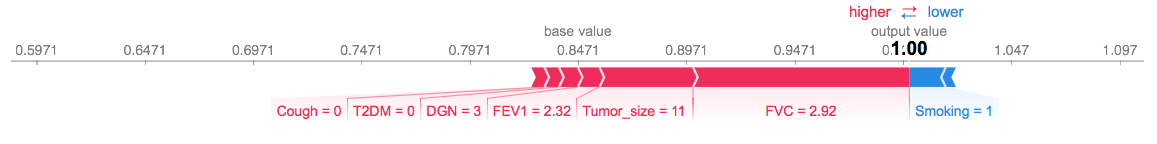 higher ⇄ lower
base value output value
0.5971 0.6471 0.6971 0.7471 0.7971 0.8471 0.8971 0.9471 1.00 1.047 1.097
Cough = 0 T2DM = 0 DGN = 3 FEV1 = 2.32 Tumor_size = 11 FVC = 2.92 Smoking = 1